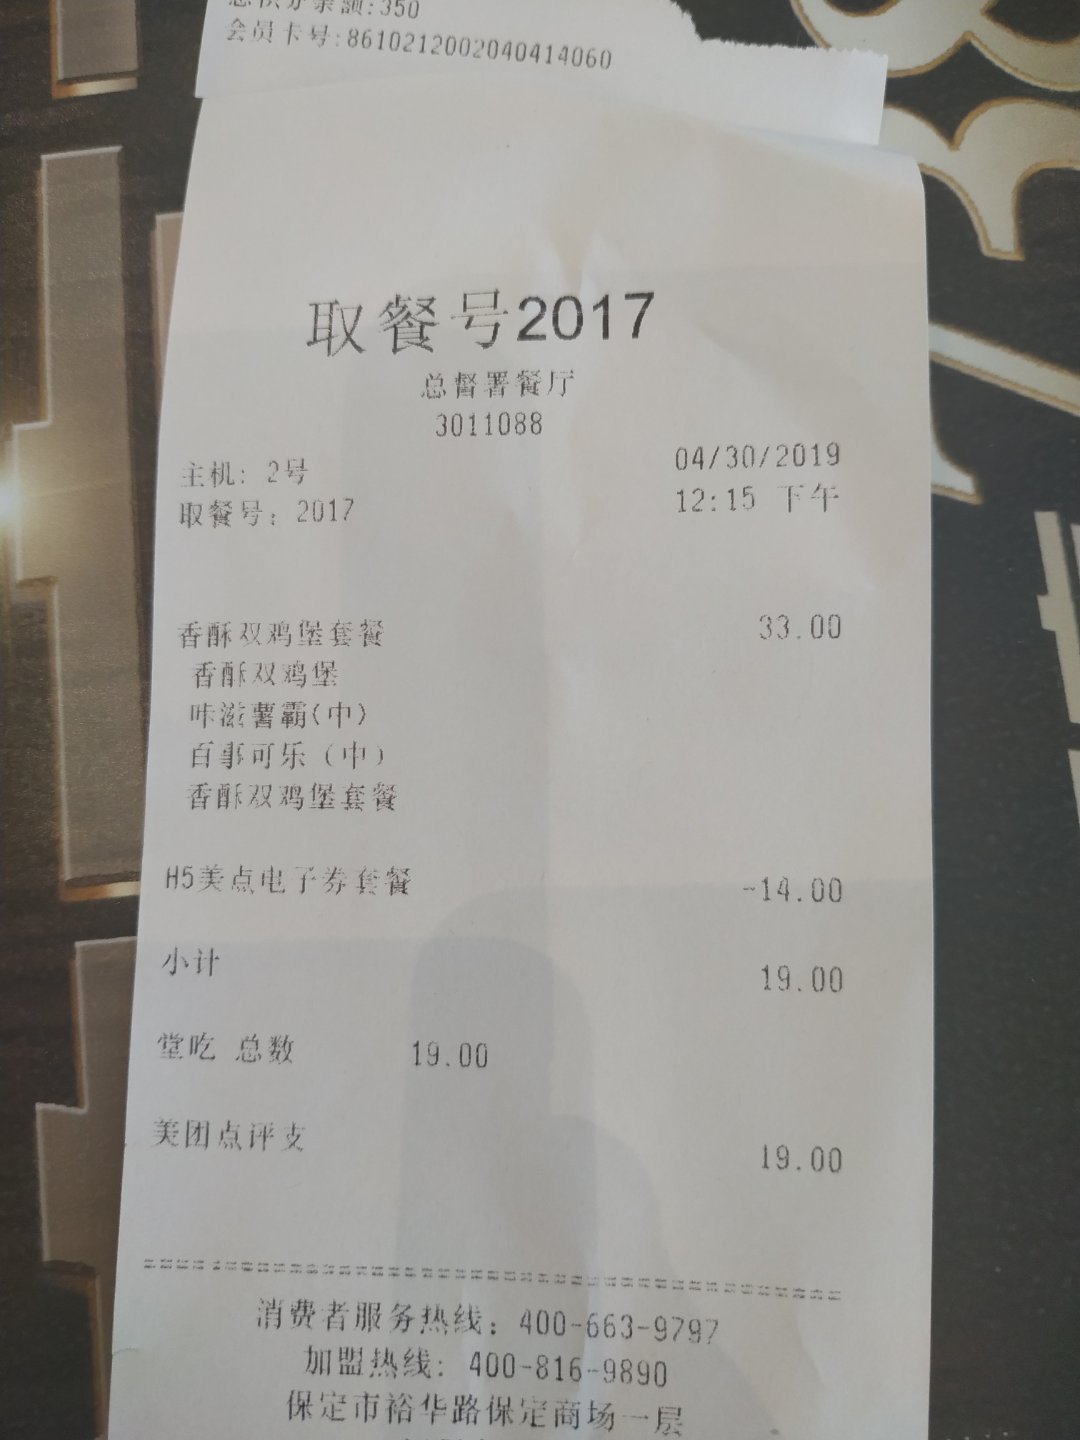 总积分余额:350
会员卡号:8610212002040414060
取餐号2017
总督署餐厅
3011088
主机: 2号 04/30/2019
取餐号: 2017 12:15 下午
香酥双鸡堡套餐 33.00
香酥双鸡堡
咔滋薯霸(中)
百事可乐(中)
香酥双鸡堡套餐
H5美点电子券套餐 -14.00
小计 19.00
堂吃 总数 19.00
美团点评支 19.00
消费者服务热线: 400-663-9797
加盟热线: 400-816-9890
保定市裕华路保定商场一层